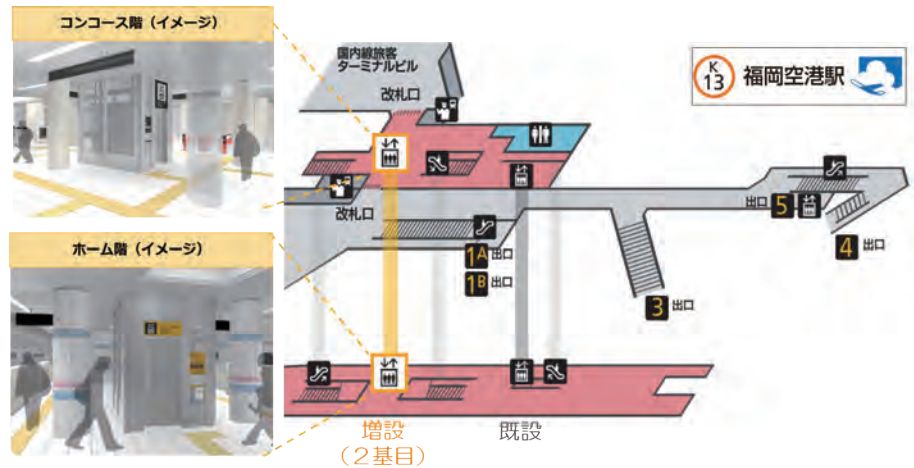 コンコース階（イメージ）
ホーム階（イメージ）
国内線旅客
ターミナルビル
改札口
改札口
K
13
福岡空港駅
1A 出口
1B 出口
3 出口
出口 5
4 出口
増設
（2基目）
既設